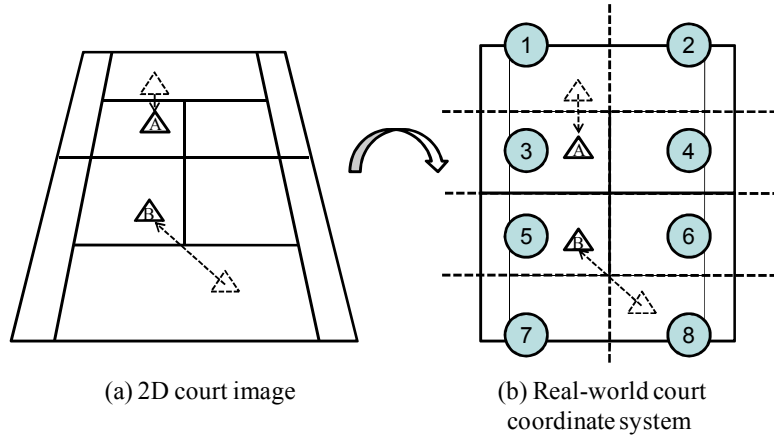 1 2
A
3 A 4
B
5 B 6
7 8
(a) 2D court image
(b) Real-world court
coordinate system